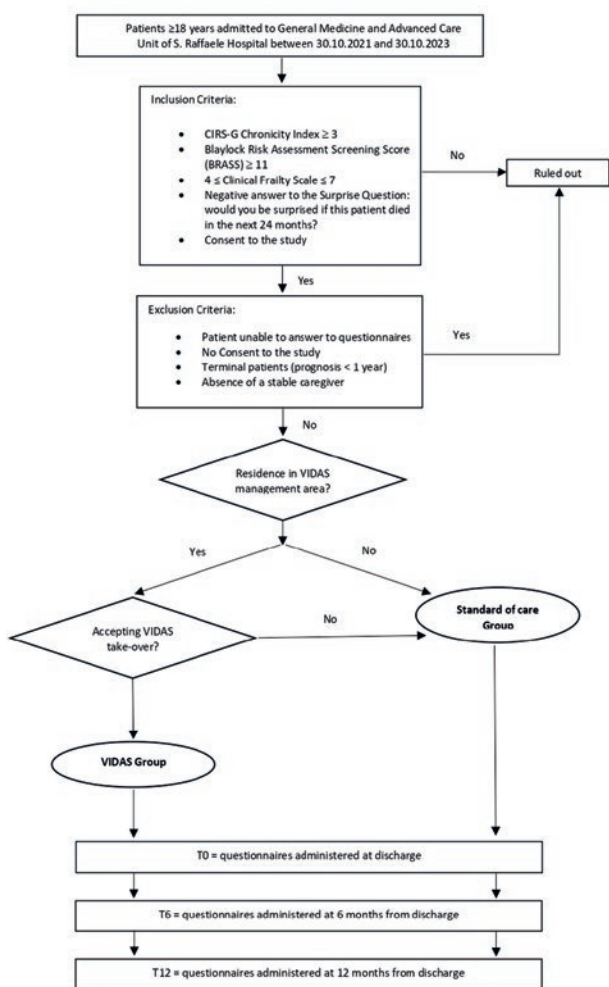 Patients ≥18 years admitted to General Medicine and Advanced Care
Unit of S. Raffaele Hospital between 30.10.2021 and 30.10.2023
Inclusion Criteria:
• CIRS-G Chronicity Index ≥ 3
• Blaylock Risk Assessment Screening Score
(BRASS) ≥ 11
• 4 ≤ Clinical Frailty Scale ≤ 7
• Negative answer to the Surprise Question:
would you be surprised if this patient died
in the next 24 months?
• Consent to the study
No
Ruled out
Yes
Exclusion Criteria:
• Patient unable to answer to questionnaires
• No Consent to the study
• Terminal patients (prognosis < 1 year)
• Absence of a stable caregiver
Yes
No
Residence in VIDAS
management area?
Yes
No
Accepting VIDAS
take-over?
No
Standard of care
Group
VIDAS Group
T0 = questionnaires administered at discharge
T6 = questionnaires administered at 6 months from discharge
T12 = questionnaires administered at 12 months from discharge